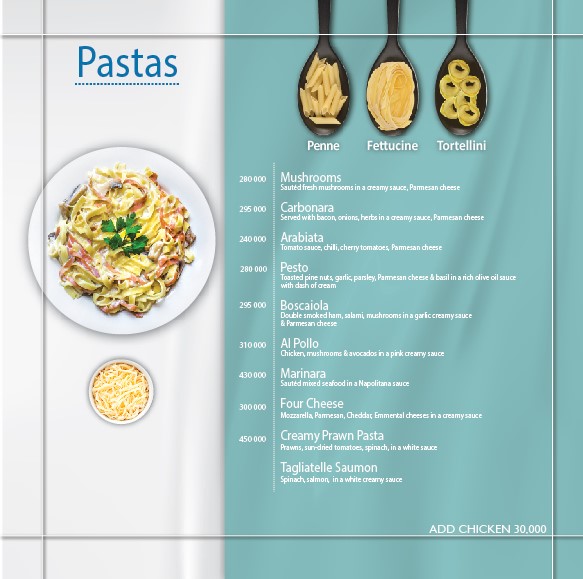 Pastas
Penne Fettucine Tortellini
280 000 Mushrooms
Sautéd fresh mushrooms in a creamy sauce, Parmesan cheese
295 000 Carbonara
Served with bacon, onions, herbs in a creamy sauce, Parmesan cheese
240 000 Arabiata
Tomato sauce, chilli, cherry tomatoes, Parmesan cheese
280 000 Pesto
Toasted pine nuts, garlic, parsley, Parmesan cheese & basil in a rich olive oil sauce
with dash of cream
295 000 Boscaiola
Double smoked ham, salami, mushrooms in a garlic creamy sauce
& Parmesan cheese
310 000 Al Pollo
Chicken, mushrooms & avocados in a pink creamy sauce
430 000 Marinara
Sautéd mixed seafood in a Napolitana sauce
300 000 Four Cheese
Mozzarella, Parmesan, Cheddar, Emmental cheeses in a creamy sauce
450 000 Creamy Prawn Pasta
Prawns, sun-dried tomatoes, spinach, in a white sauce
Tagliatelle Saumon
Spinach, salmon, in a white creamy sauce
ADD CHICKEN 30,000